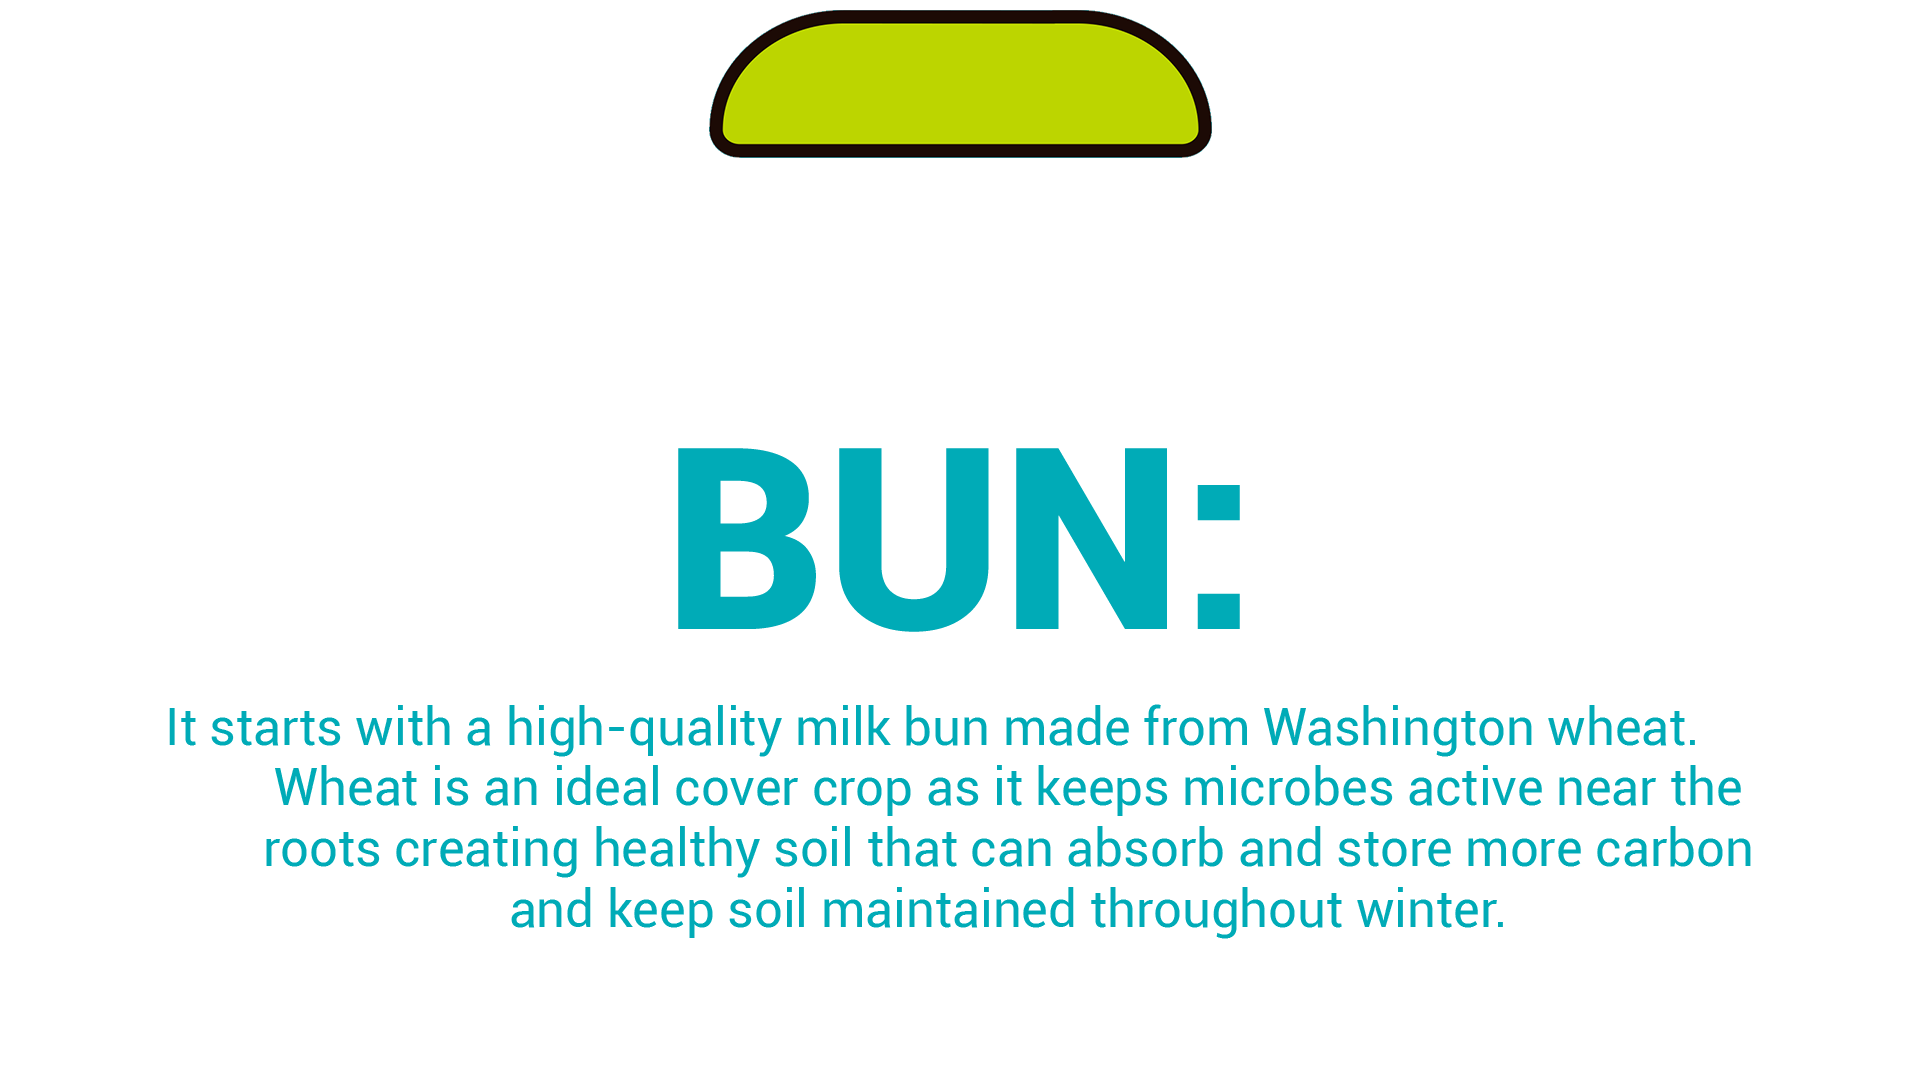 BUN:
It starts with a high-quality milk bun made from Washington wheat.
Wheat is an ideal cover crop as it keeps microbes active near the
roots creating healthy soil that can absorb and store more carbon
and keep soil maintained throughout winter.